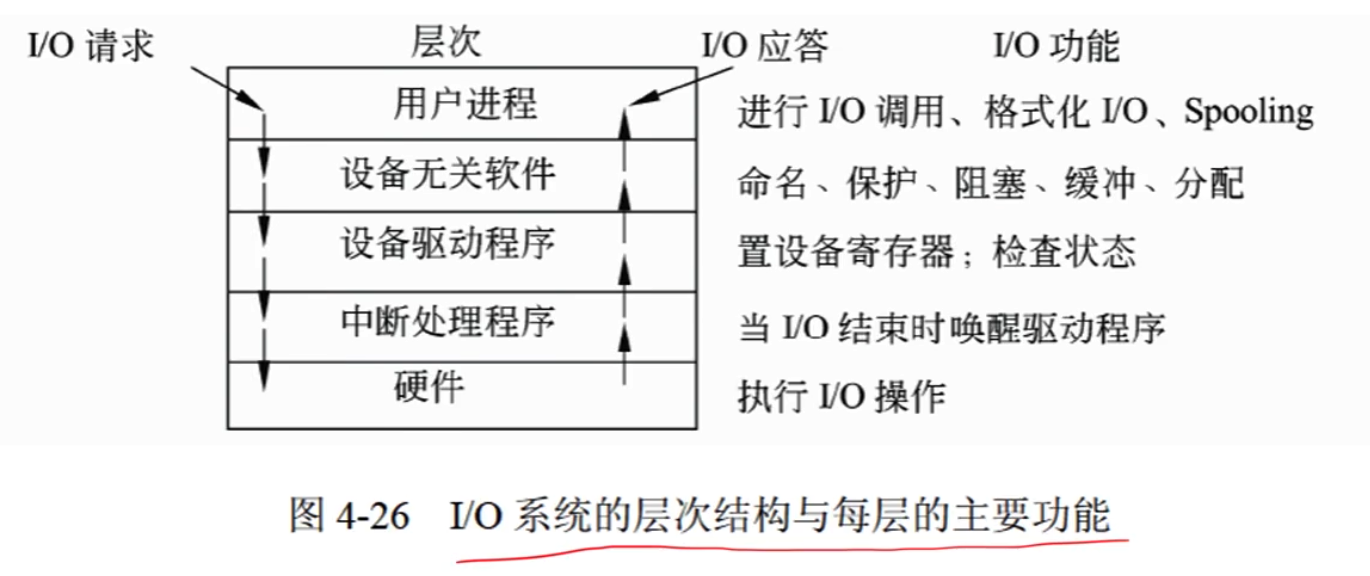 I/O 请求 层次 I/O 应答 I/O 功能
用户进程 进行 I/O 调用、格式化 I/O、Spooling
设备无关软件 命名、保护、阻塞、缓冲、分配
设备驱动程序 置设备寄存器；检查状态
中断处理程序 当 I/O 结束时唤醒驱动程序
硬件 执行 I/O 操作
图 4-26 I/O 系统的层次结构与每层的主要功能